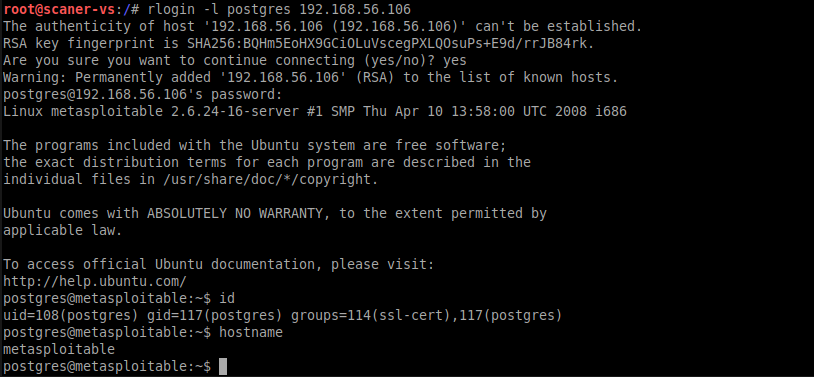 root@scaner-vs:/# rlogin -l postgres 192.168.56.106
The authenticity of host '192.168.56.106 (192.168.56.106)' can't be established.
RSA key fingerprint is SHA256:BQHm5EoHX9GCiOLuVscegPXLQOsuPs+E9d/rrJB84rk.
Are you sure you want to continue connecting (yes/no)? yes
Warning: Permanently added '192.168.56.106' (RSA) to the list of known hosts.
postgres@192.168.56.106's password:
Linux metasploitable 2.6.24-16-server #1 SMP Thu Apr 10 13:58:00 UTC 2008 i686
The programs included with the Ubuntu system are free software;
the exact distribution terms for each program are described in the
individual files in /usr/share/doc/*/copyright.
Ubuntu comes with ABSOLUTELY NO WARRANTY, to the extent permitted by
applicable law.
To access official Ubuntu documentation, please visit:
http://help.ubuntu.com/
postgres@metasploitable:~$ id
uid=108(postgres) gid=117(postgres) groups=114(ssl-cert),117(postgres)
postgres@metasploitable:~$ hostname
metasploitable
postgres@metasploitable:~$